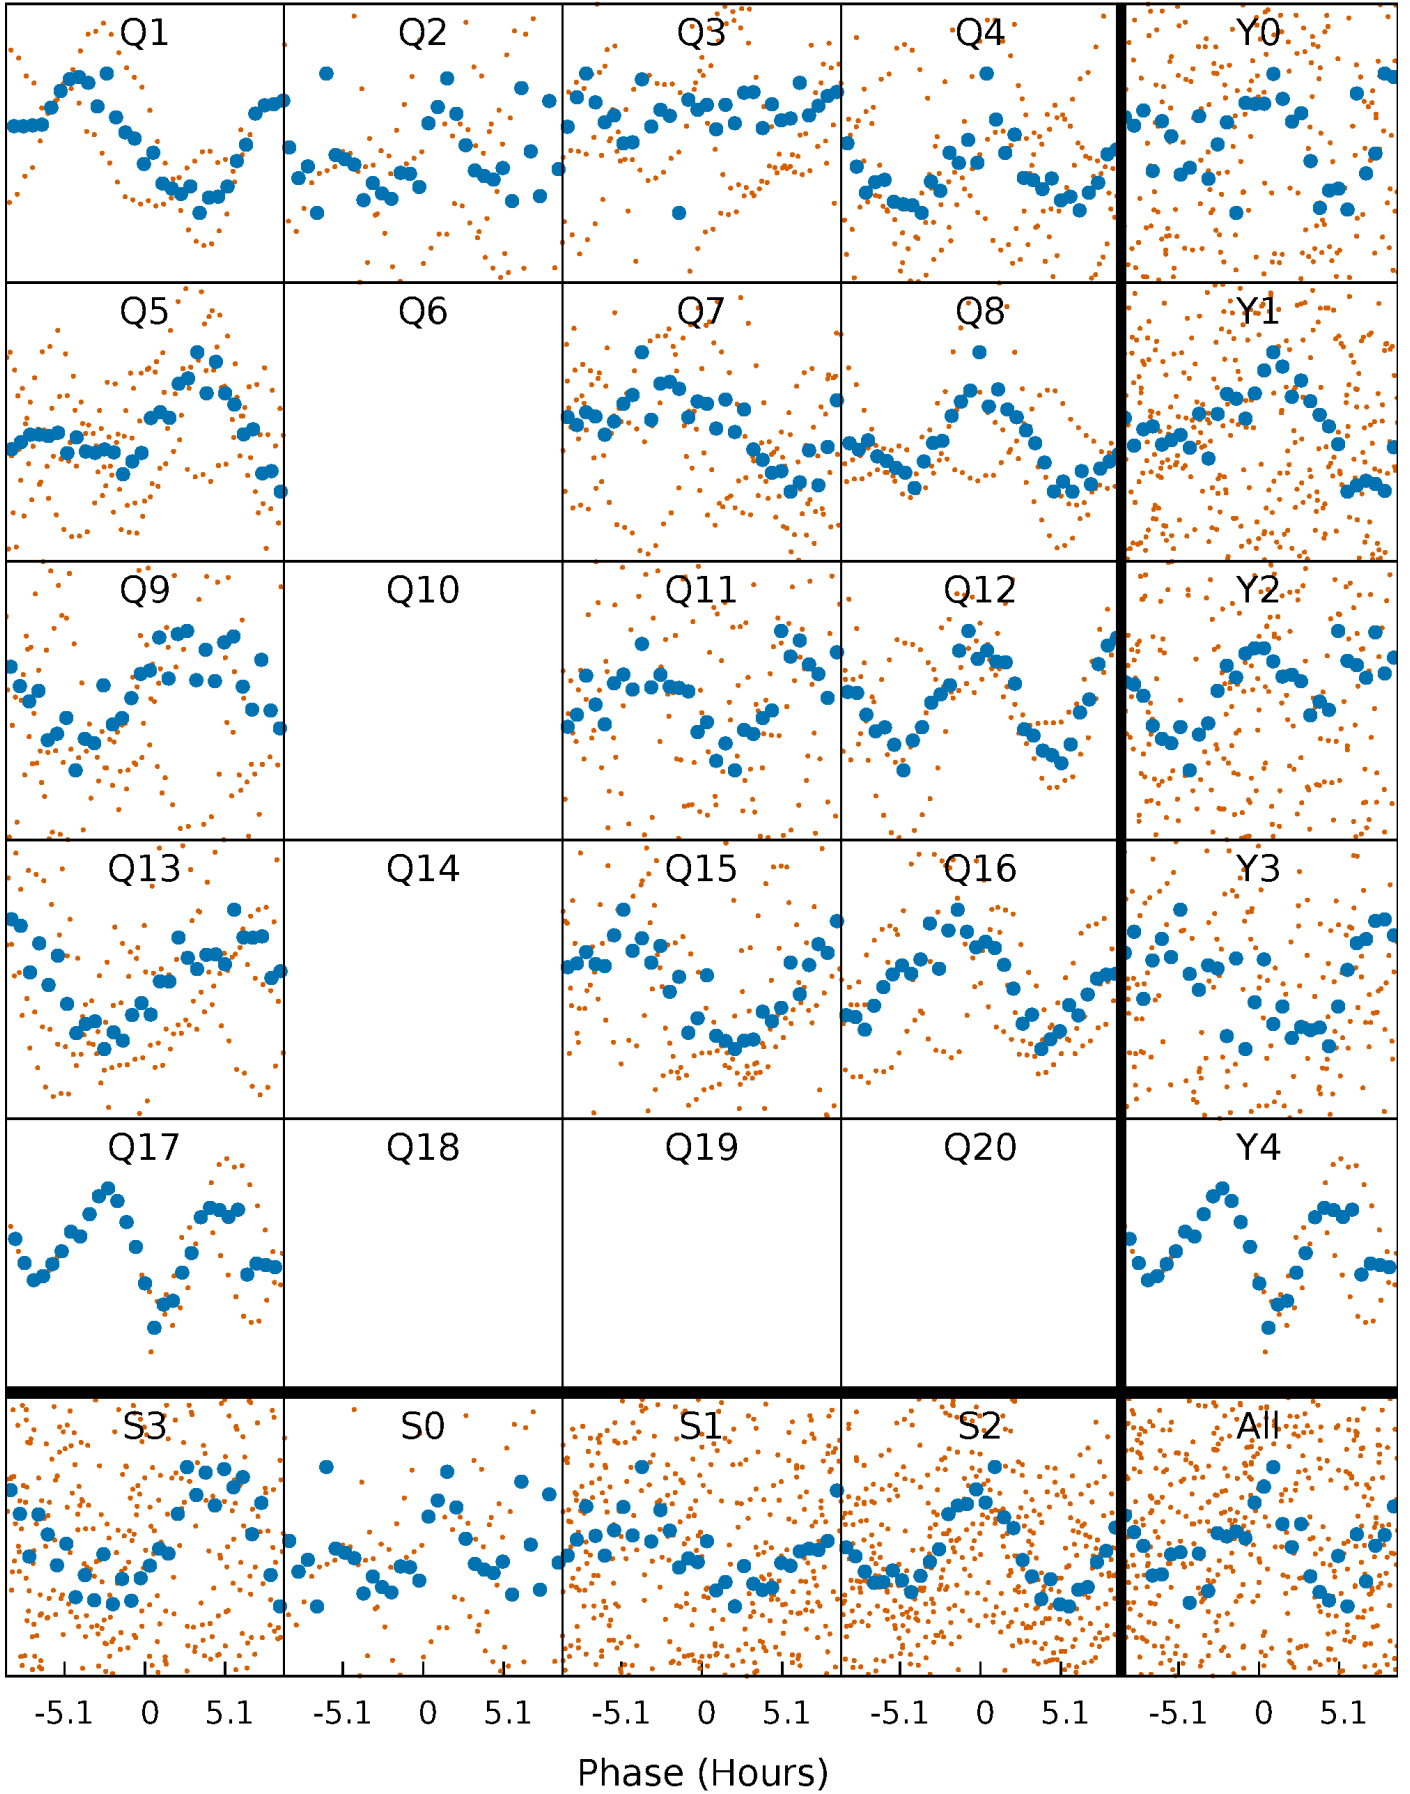 Q1 Q2 Q3 Q4 Y0
Q5 Q6 Q7 Q8 Y1
Q9 Q10 Q11 Q12 Y2
Q13 Q14 Q15 Q16 Y3
Q17 Q18 Q19 Q20 Y4
S3 S0 S1 S2 All
-5.1 0 5.1 -5.1 0 5.1 -5.1 0 5.1 -5.1 0 5.1 -5.1 0 5.1
Phase (Hours)